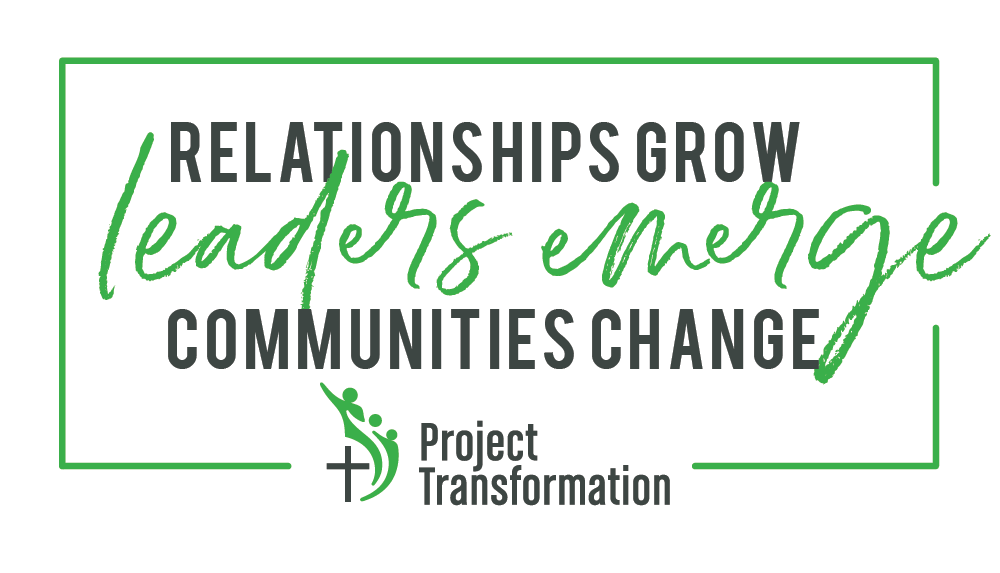 RELATIONSHIPS GROW
leaders emerge
COMMUNITIES CHANGE
Project
Transformation